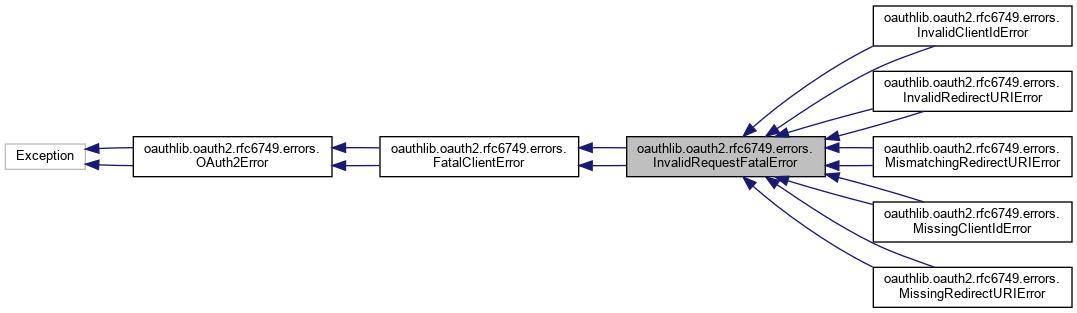 Exception
oauthlib.oauth2.rfc6749.errors.
OAuth2Error
oauthlib.oauth2.rfc6749.errors.
FatalClientError
oauthlib.oauth2.rfc6749.errors.
InvalidRequestFatalError
oauthlib.oauth2.rfc6749.errors.
InvalidClientIdError
oauthlib.oauth2.rfc6749.errors.
InvalidRedirectURIError
oauthlib.oauth2.rfc6749.errors.
MismatchingRedirectURIError
oauthlib.oauth2.rfc6749.errors.
MissingClientIdError
oauthlib.oauth2.rfc6749.errors.
MissingRedirectURIError